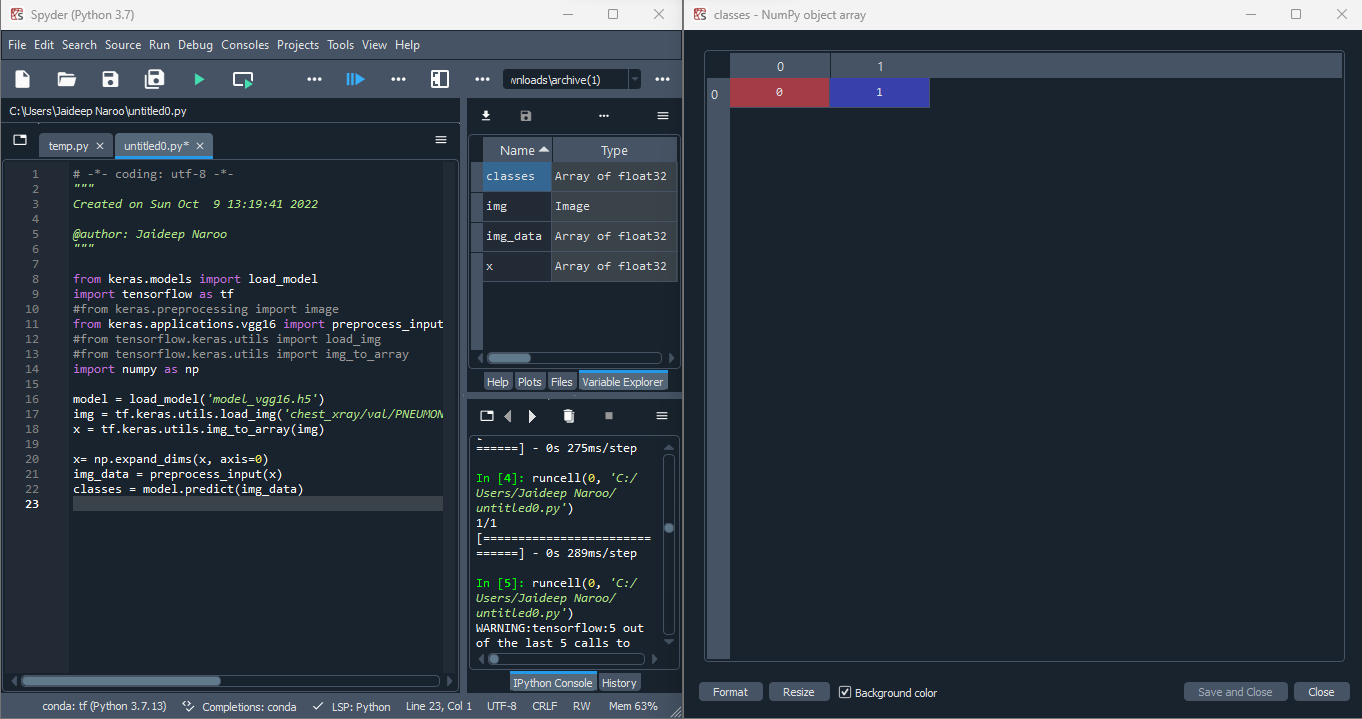 Spyder (Python 3.7)
File Edit Search Source Run Debug Consoles Projects Tools View Help
wnloads\archive(1)
C:\Users\Jaideep Naroo\untitled0.py
temp.py
untitled0.py*
1 # -*- coding: utf-8 -*-
2 """
3 Created on Sun Oct  9 13:19:41 2022
4
5 @author: Jaideep Naroo
6 """
7
8 from keras.models import load_model
9 import tensorflow as tf
10 #from keras.preprocessing import image
11 from keras.applications.vgg16 import preprocess_input
12 #from tensorflow.keras.utils import load_img
13 #from tensorflow.keras.utils import img_to_array
14 import numpy as np
15
16 model = load_model('model_vgg16.h5')
17 img = tf.keras.utils.load_img('chest_xray/val/PNEUMON
18 x = tf.keras.utils.img_to_array(img)
19
20 x= np.expand_dims(x, axis=0)
21 img_data = preprocess_input(x)
22 classes = model.predict(img_data)
23
Name Type
classes Array of float32
img Image
img_data Array of float32
x Array of float32
Help Plots Files Variable Explorer
[
======] - 0s 275ms/step
In [4]: runcell(0, 'C:/
Users/Jaideep Naroo/
untitled0.py')
1/1
[========================
======] - 0s 289ms/step
In [5]: runcell(0, 'C:/
Users/Jaideep Naroo/
untitled0.py')
WARNING:tensorflow:5 out
of the last 5 calls to
IPython Console History
conda: tf (Python 3.7.13) Completions: conda LSP: Python Line 23, Col 1 UTF-8 CRLF RW Mem 63%
classes - NumPy object array
0 1
0 0 1
Format Resize Background color Save and Close Close